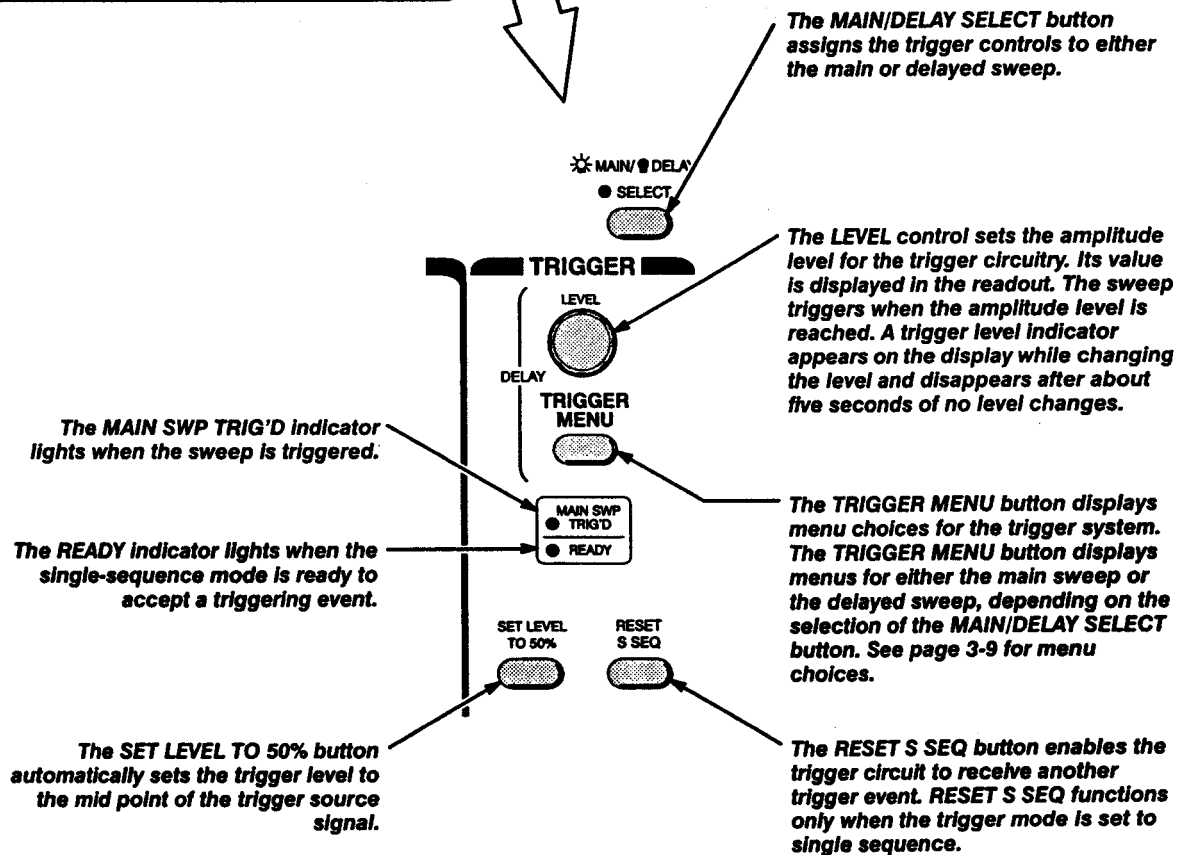 The MAIN/DELAY SELECT button
assigns the trigger controls to either
the main or delayed sweep.
MAIN/ DELAY
SELECT
The LEVEL control sets the amplitude
level for the trigger circuitry. Its value
is displayed in the readout. The sweep
triggers when the amplitude level is
reached. A trigger level indicator
appears on the display while changing
the level and disappears after about
five seconds of no level changes.
TRIGGER
LEVEL
DELAY
TRIGGER
MENU
The MAIN SWP TRIG'D indicator
lights when the sweep is triggered.
MAIN SWP
TRIG'D
READY
The READY indicator lights when the
single-sequence mode is ready to
accept a triggering event.
The TRIGGER MENU button displays
menu choices for the trigger system.
The TRIGGER MENU button displays
menus for either the main sweep or
the delayed sweep, depending on the
selection of the MAIN/DELAY SELECT
button. See page 3-9 for menu
choices.
SET LEVEL
TO 50%
RESET
S SEQ
The SET LEVEL TO 50% button
automatically sets the trigger level to
the mid point of the trigger source
signal.
The RESET S SEQ button enables the
trigger circuit to receive another
trigger event. RESET S SEQ functions
only when the trigger mode is set to
single sequence.